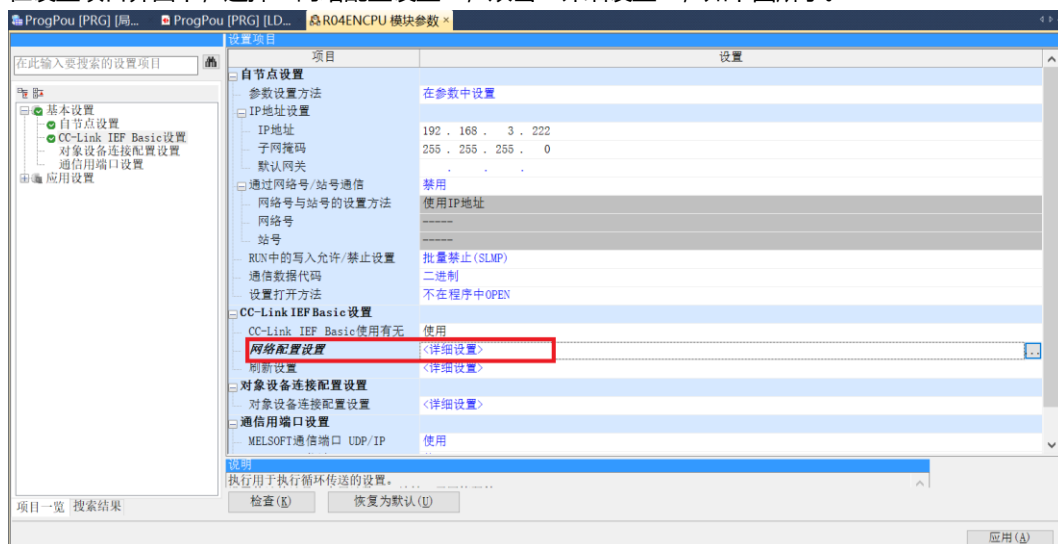 ProgPou [PRG] [局... ProgPou [PRG] [LD... R04ENCPU 模块参数 ×
设置项目
在此输入要搜索的设置项目
项目 设置
基本设置
自节点设置
CC-Link IEF Basic设置
对象设备连接配置设置
通信用端口设置
应用设置
自节点设置
参数设置方法 在参数中设置
IP地址设置
IP地址 192 . 168 . 3 . 222
子网掩码 255 . 255 . 255 . 0
默认网关 . . .
通过网络号/站号通信 禁用
网络号与站号的设置方法 使用IP地址
网络号 -----
站号 -----
RUN中的写入允许/禁止设置 批量禁止(SLMP)
通信数据代码 二进制
设置打开方法 不在程序中OPEN
CC-Link IEF Basic设置
CC-Link IEF Basic使用有无 使用
网络配置设置 <详细设置> ..
刷新设置 <详细设置>
对象设备连接配置设置
对象设备连接配置设置 <详细设置>
通信用端口设置
MELSOFT通信端口 UDP/IP 使用
说明
执行用于执行循环传送的设置。
检查(K) 恢复为默认(U)
项目一览 搜索结果
应用(A)